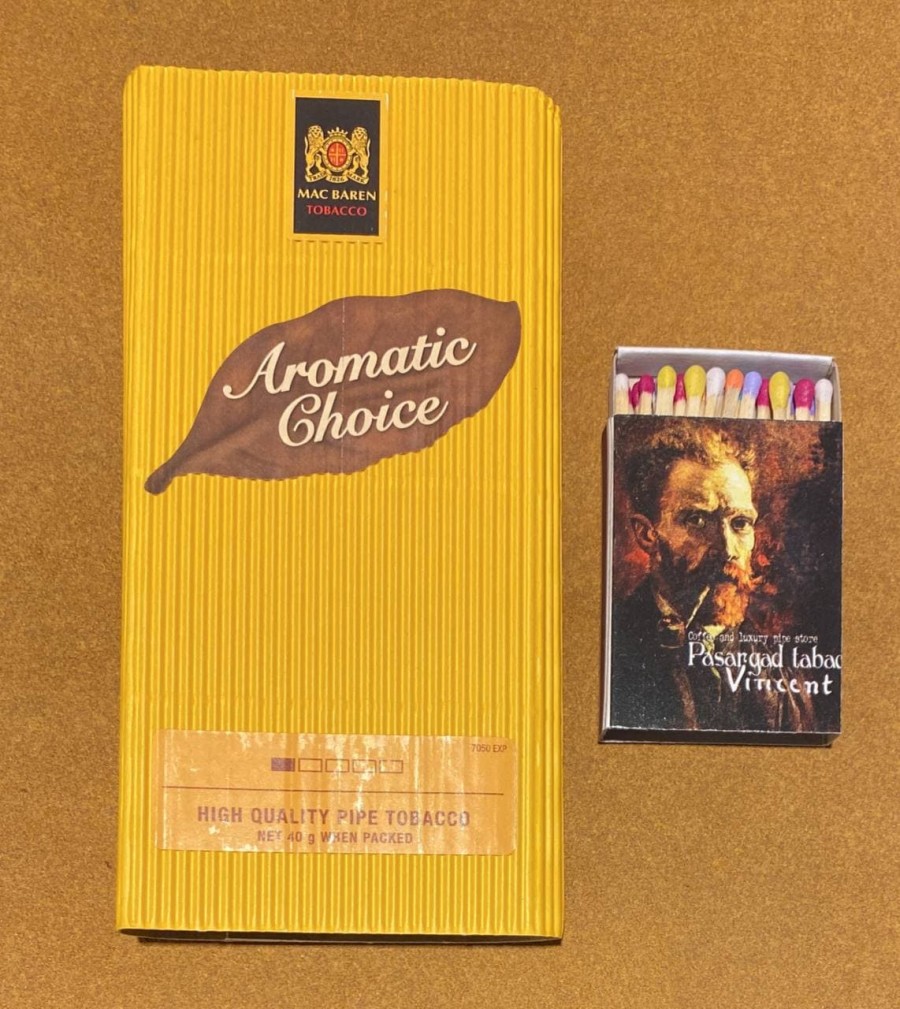 MAC BAREN
TOBACCO
Aromatic
Choice
7050 EXP
HIGH QUALITY PIPE TOBACCO
NET 40 g WHEN PACKED
Coffe and luxury pipe store
Pasargad tabac
Vincent